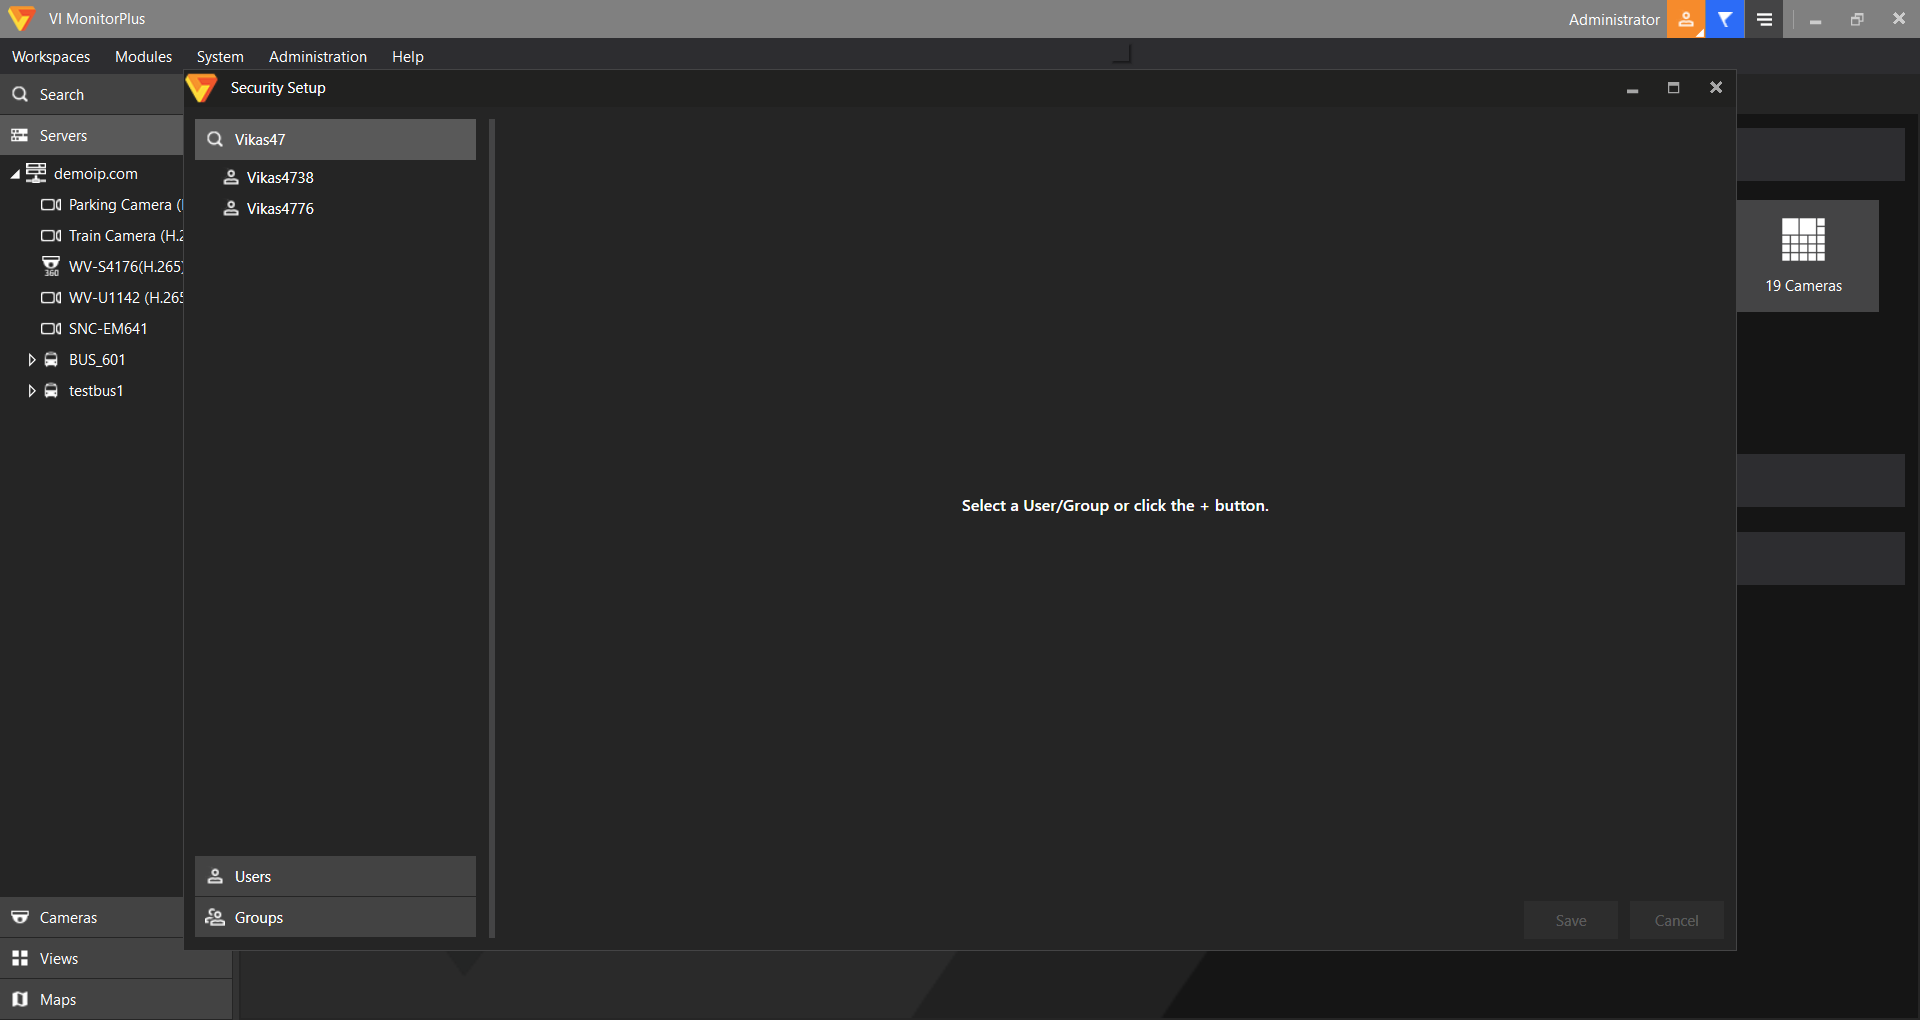 VI MonitorPlus
Administrator
Workspaces Modules System Administration Help
Search
Servers
demoip.com
Parking Camera (
Train Camera (H.2
WV-S4176(H.265)
WV-U1142 (H.265
SNC-EM641
BUS_601
testbus1
Cameras
Views
Maps
Security Setup
Vikas47
Vikas4738
Vikas4776
Users
Groups
Select a User/Group or click the + button.
Save Cancel
19 Cameras